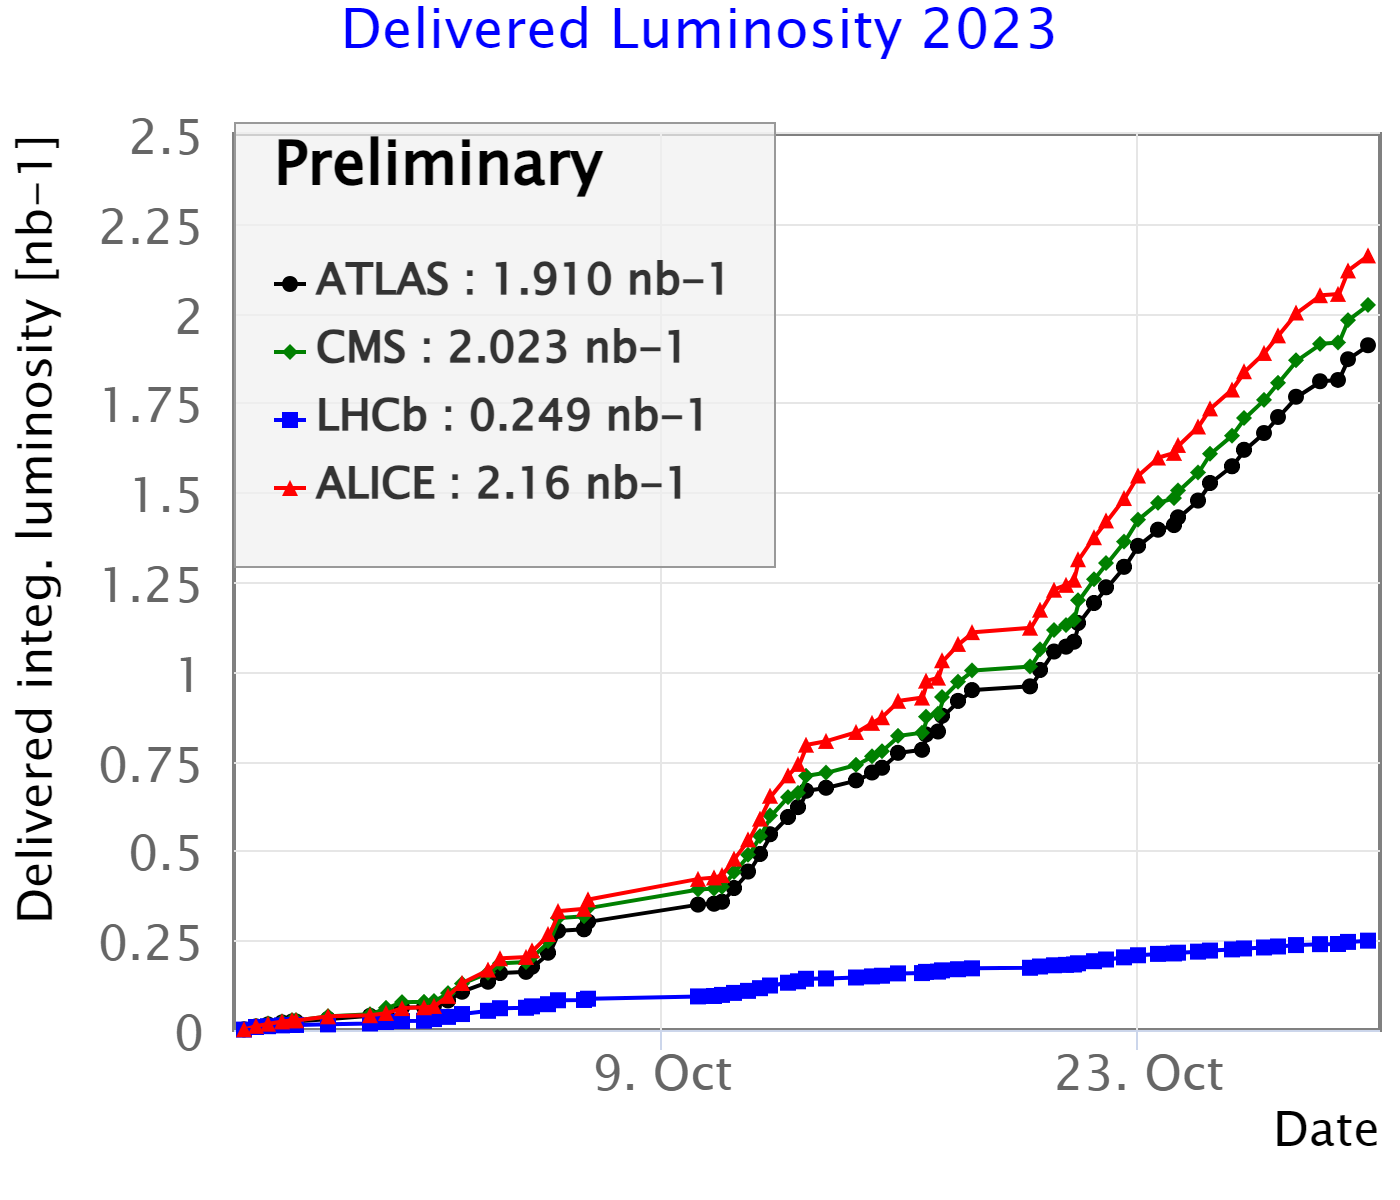 Delivered Luminosity 2023
Delivered integ. luminosity [nb-1]
2.5
2.25
2
1.75
1.5
1.25
1
0.75
0.5
0.25
0
Preliminary
ATLAS : 1.910 nb-1
CMS : 2.023 nb-1
LHCb : 0.249 nb-1
ALICE : 2.16 nb-1
9. Oct
23. Oct
Date